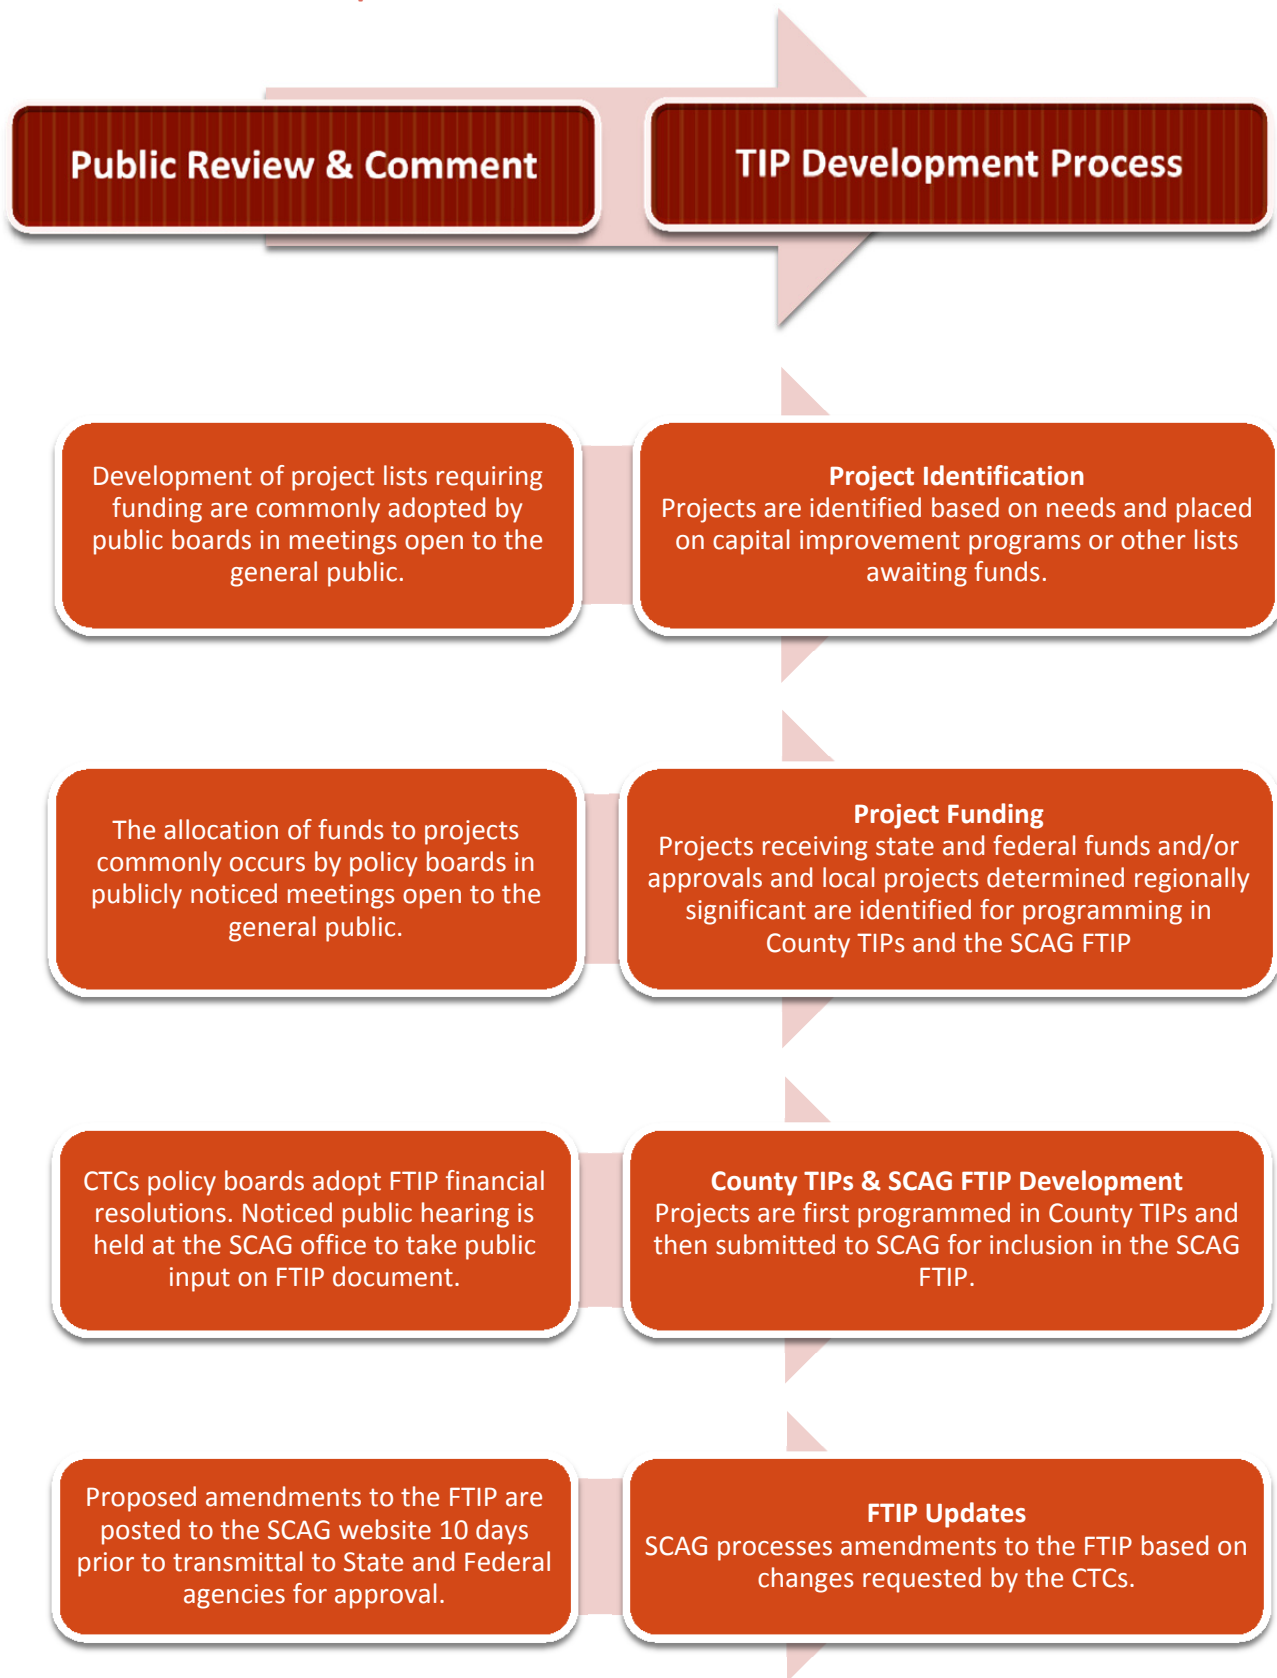 Public Review & Comment
TIP Development Process
Development of project lists requiring
funding are commonly adopted by
public boards in meetings open to the
general public.
Project Identification
Projects are identified based on needs and placed
on capital improvement programs or other lists
awaiting funds.
The allocation of funds to projects
commonly occurs by policy boards in
publicly noticed meetings open to the
general public.
Project Funding
Projects receiving state and federal funds and/or
approvals and local projects determined regionally
significant are identified for programming in
County TIPs and the SCAG FTIP
CTCs policy boards adopt FTIP financial
resolutions. Noticed public hearing is
held at the SCAG office to take public
input on FTIP document.
County TIPs & SCAG FTIP Development
Projects are first programmed in County TIPs and
then submitted to SCAG for inclusion in the SCAG
FTIP.
Proposed amendments to the FTIP are
posted to the SCAG website 10 days
prior to transmittal to State and Federal
agencies for approval.
FTIP Updates
SCAG processes amendments to the FTIP based on
changes requested by the CTCs.